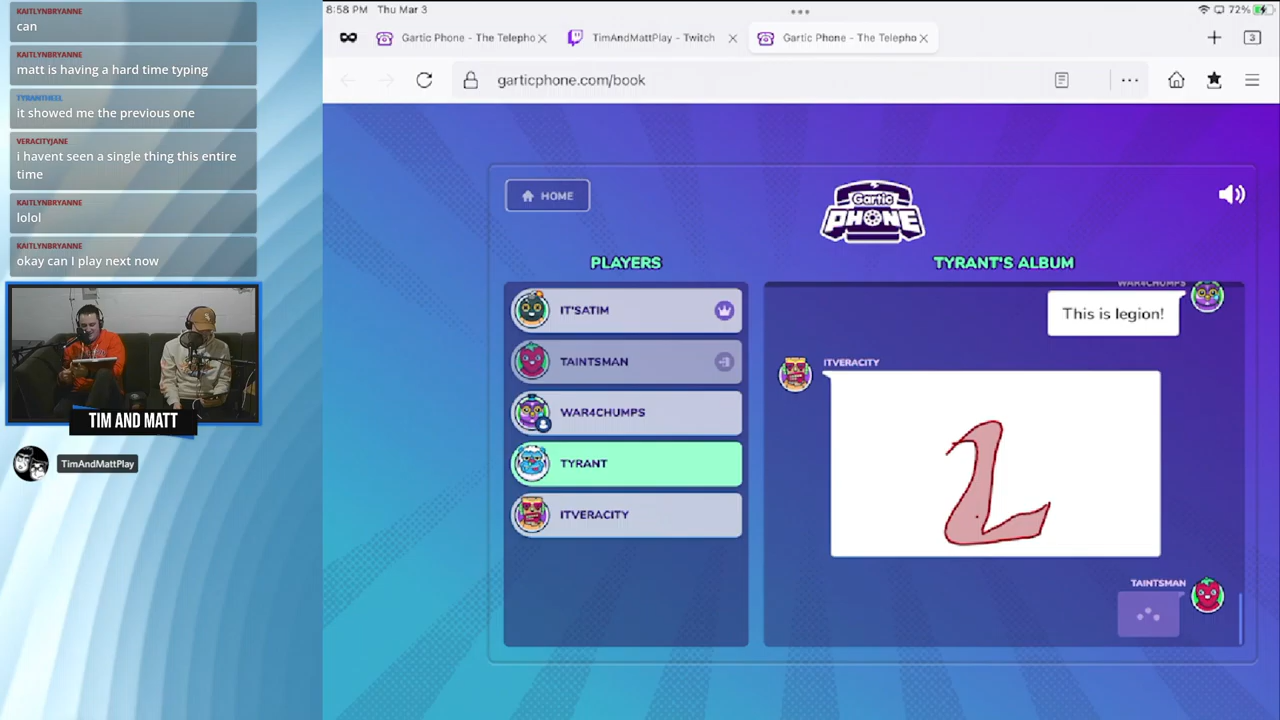 KAITLYNBRYANNE
can
KAITLYNBRYANNE
matt is having a hard time typing
TYRANTHEEL
it showed me the previous one
VERACITYJANE
i havent seen a single thing this entire
time
KAITLYNBRYANNE
lolol
KAITLYNBRYANNE
okay can I play next now
TIM AND MATT
TimAndMattPlay
8:58 PM Thu Mar 3
72%
Gartic Phone - The Telepho
TimAndMattPlay - Twitch
Gartic Phone - The Telepho
3
garticphone.com/book
HOME
Gartic
PHONE
PLAYERS
IT'SATIM
TAINTSMAN
WAR4CHUMPS
TYRANT
ITVERACITY
TYRANT'S ALBUM
WAR4CHUMPS
This is legion!
ITVERACITY
L
TAINTSMAN